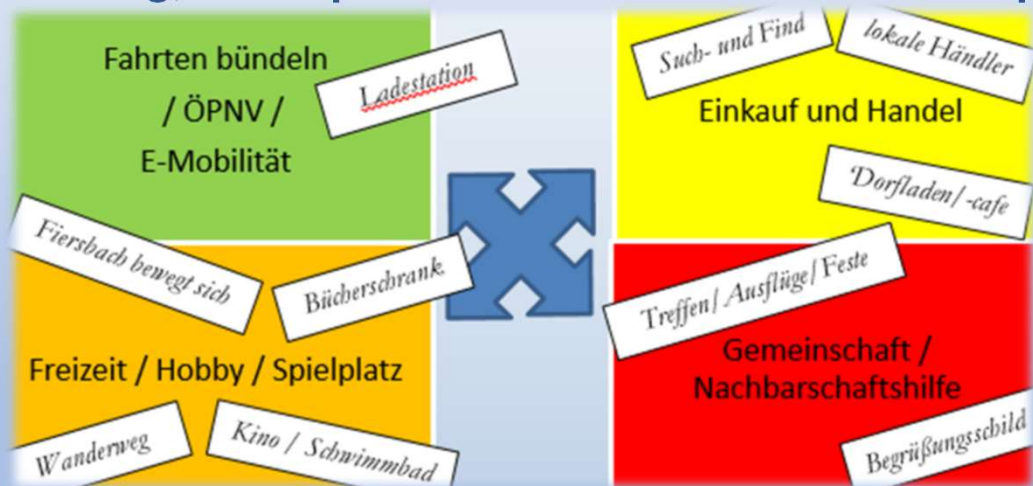 Fahrten bündeln
/ ÖPNV /
E-Mobilität
Ladestation
Such- und Find
lokale Händler
Einkauf und Handel
Dorfladen/-cafe
Fiersbach bewegt sich
Bücherschrank
Freizeit / Hobby / Spielplatz
Wanderweg
Kino / Schwimmbad
Treffen/ Ausflüge/ Feste
Gemeinschaft /
Nachbarschaftshilfe
Begrüßungsschild